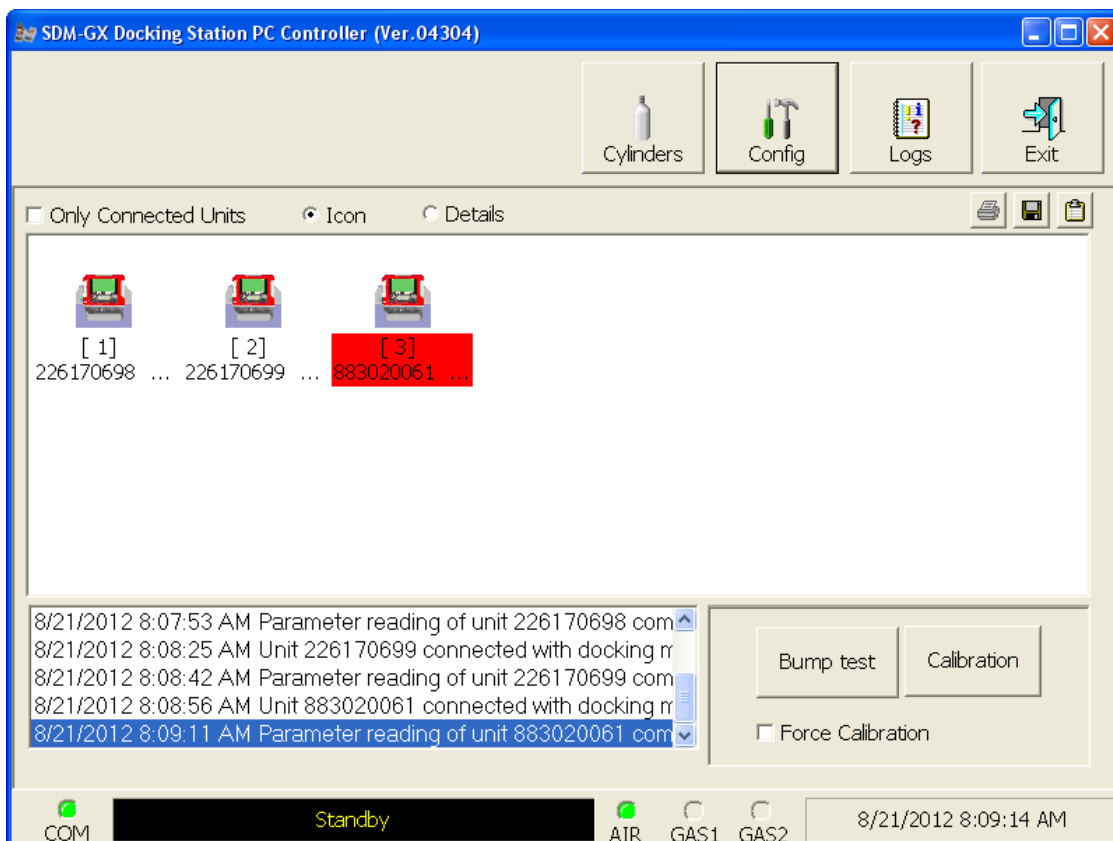 SDM-GX Docking Station PC Controller (Ver.04304)
Cylinders
Config
Logs
Exit
Only Connected Units
Icon
Details
[ 1]
226170698 ...
[ 2]
226170699 ...
[ 3]
883020061 ...
8/21/2012 8:07:53 AM Parameter reading of unit 226170698 com
8/21/2012 8:08:25 AM Unit 226170699 connected with docking m
8/21/2012 8:08:42 AM Parameter reading of unit 226170699 com
8/21/2012 8:08:56 AM Unit 883020061 connected with docking m
8/21/2012 8:09:11 AM Parameter reading of unit 883020061 com
Bump test
Calibration
Force Calibration
COM
Standby
AIR
GAS1
GAS2
8/21/2012 8:09:14 AM